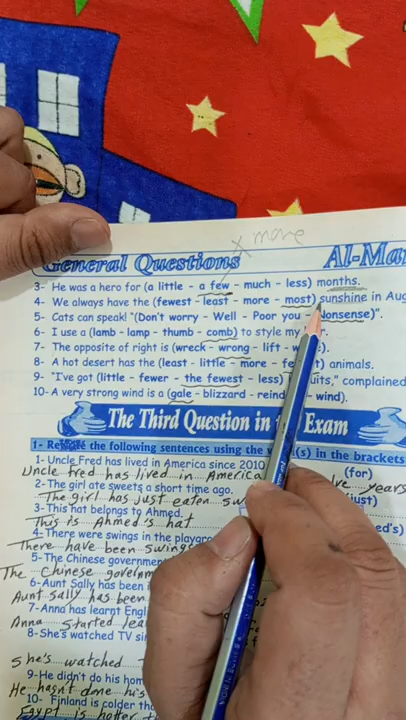 x more
General Questions Al-Ma
3- He was a hero for (a little - a few - much - less) months.
4- We always have the (fewest - least - more - most) sunshine in Aug
5- Cats can speak! "(Don't worry - Well - Poor you - Nonsense)".
6- I use a (lamb - lamp - thumb - comb) to style my
7- The opposite of right is (wreck - wrong - lift -
8- A hot desert has the (least - little - more - animals.
9- "I've got (little - fewer - the fewest - less) complained
10- A very strong wind is a (gale - blizzard - wind).
The Third Question in Exam
1- the following sentences using the in the brackets
1- Uncle Fred has lived in America since 2010 (for)
Uncle Fred has lived in America years
2- The girl ate sweets a short time ago. (just)
The girl has just eaten sw
3- This hat belongs to Ahmed. ed's)
This is Ahmed's hat
4- There were swings in the playgro
There have been swings
5- The Chinese governme
The Chinese governm
6- Aunt Sally has been i
Aunt Sally has been
7- Anna has learnt Engli
Anna started lea
8- She's watched TV si
she's watched
9- He didn't do his hom
He hasn't done his
10- Finland is colder tha
Egypt is hotter